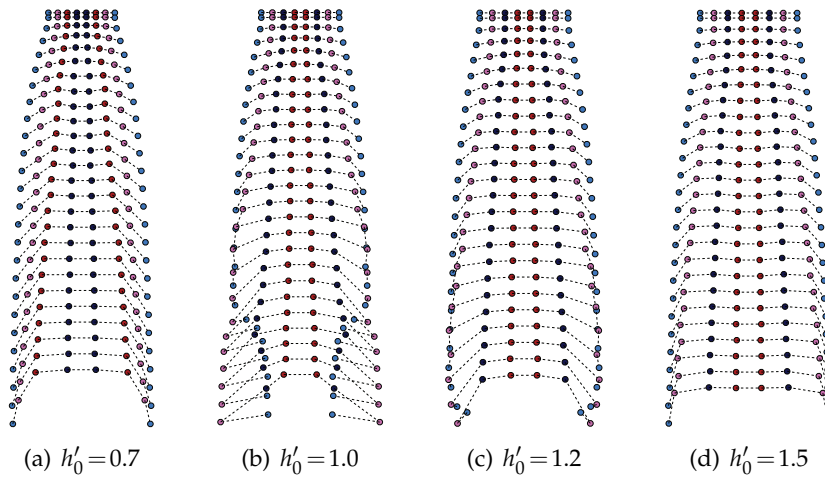 (a) h′₀=0.7 (b) h′₀=1.0 (c) h′₀=1.2 (d) h′₀=1.5